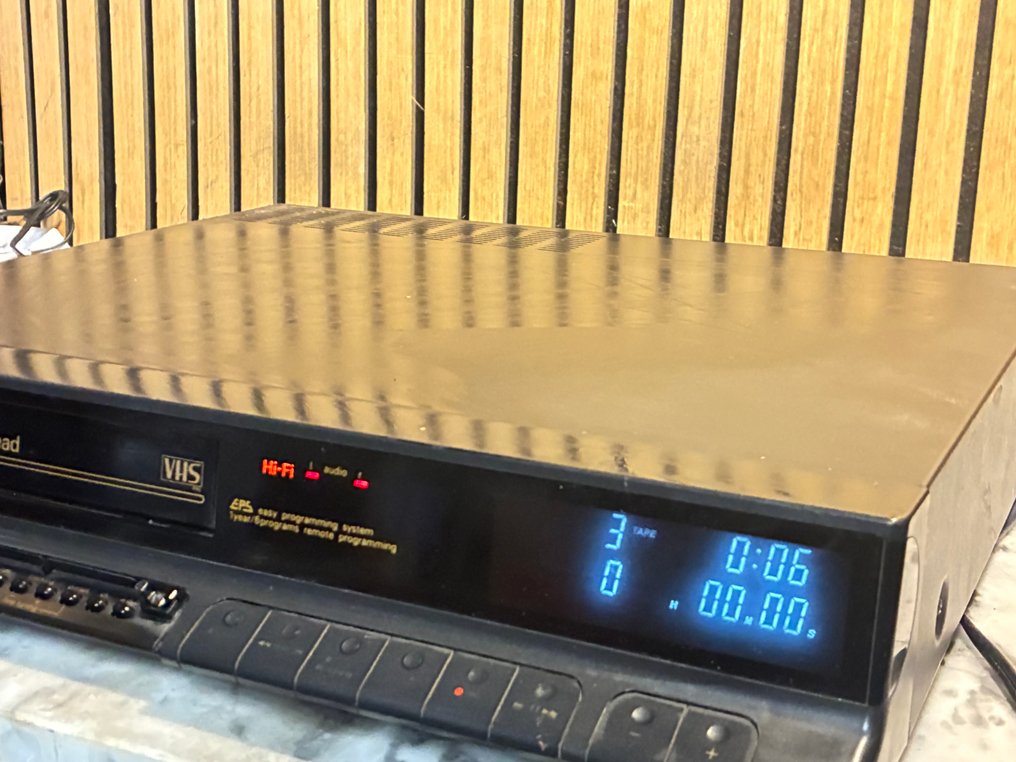 ad
VHS
Hi-Fi l audio r
EPS easy programming system
1year/6programs remote programming
3 TAPE 0:06
0 H 00 M 00 S
- +